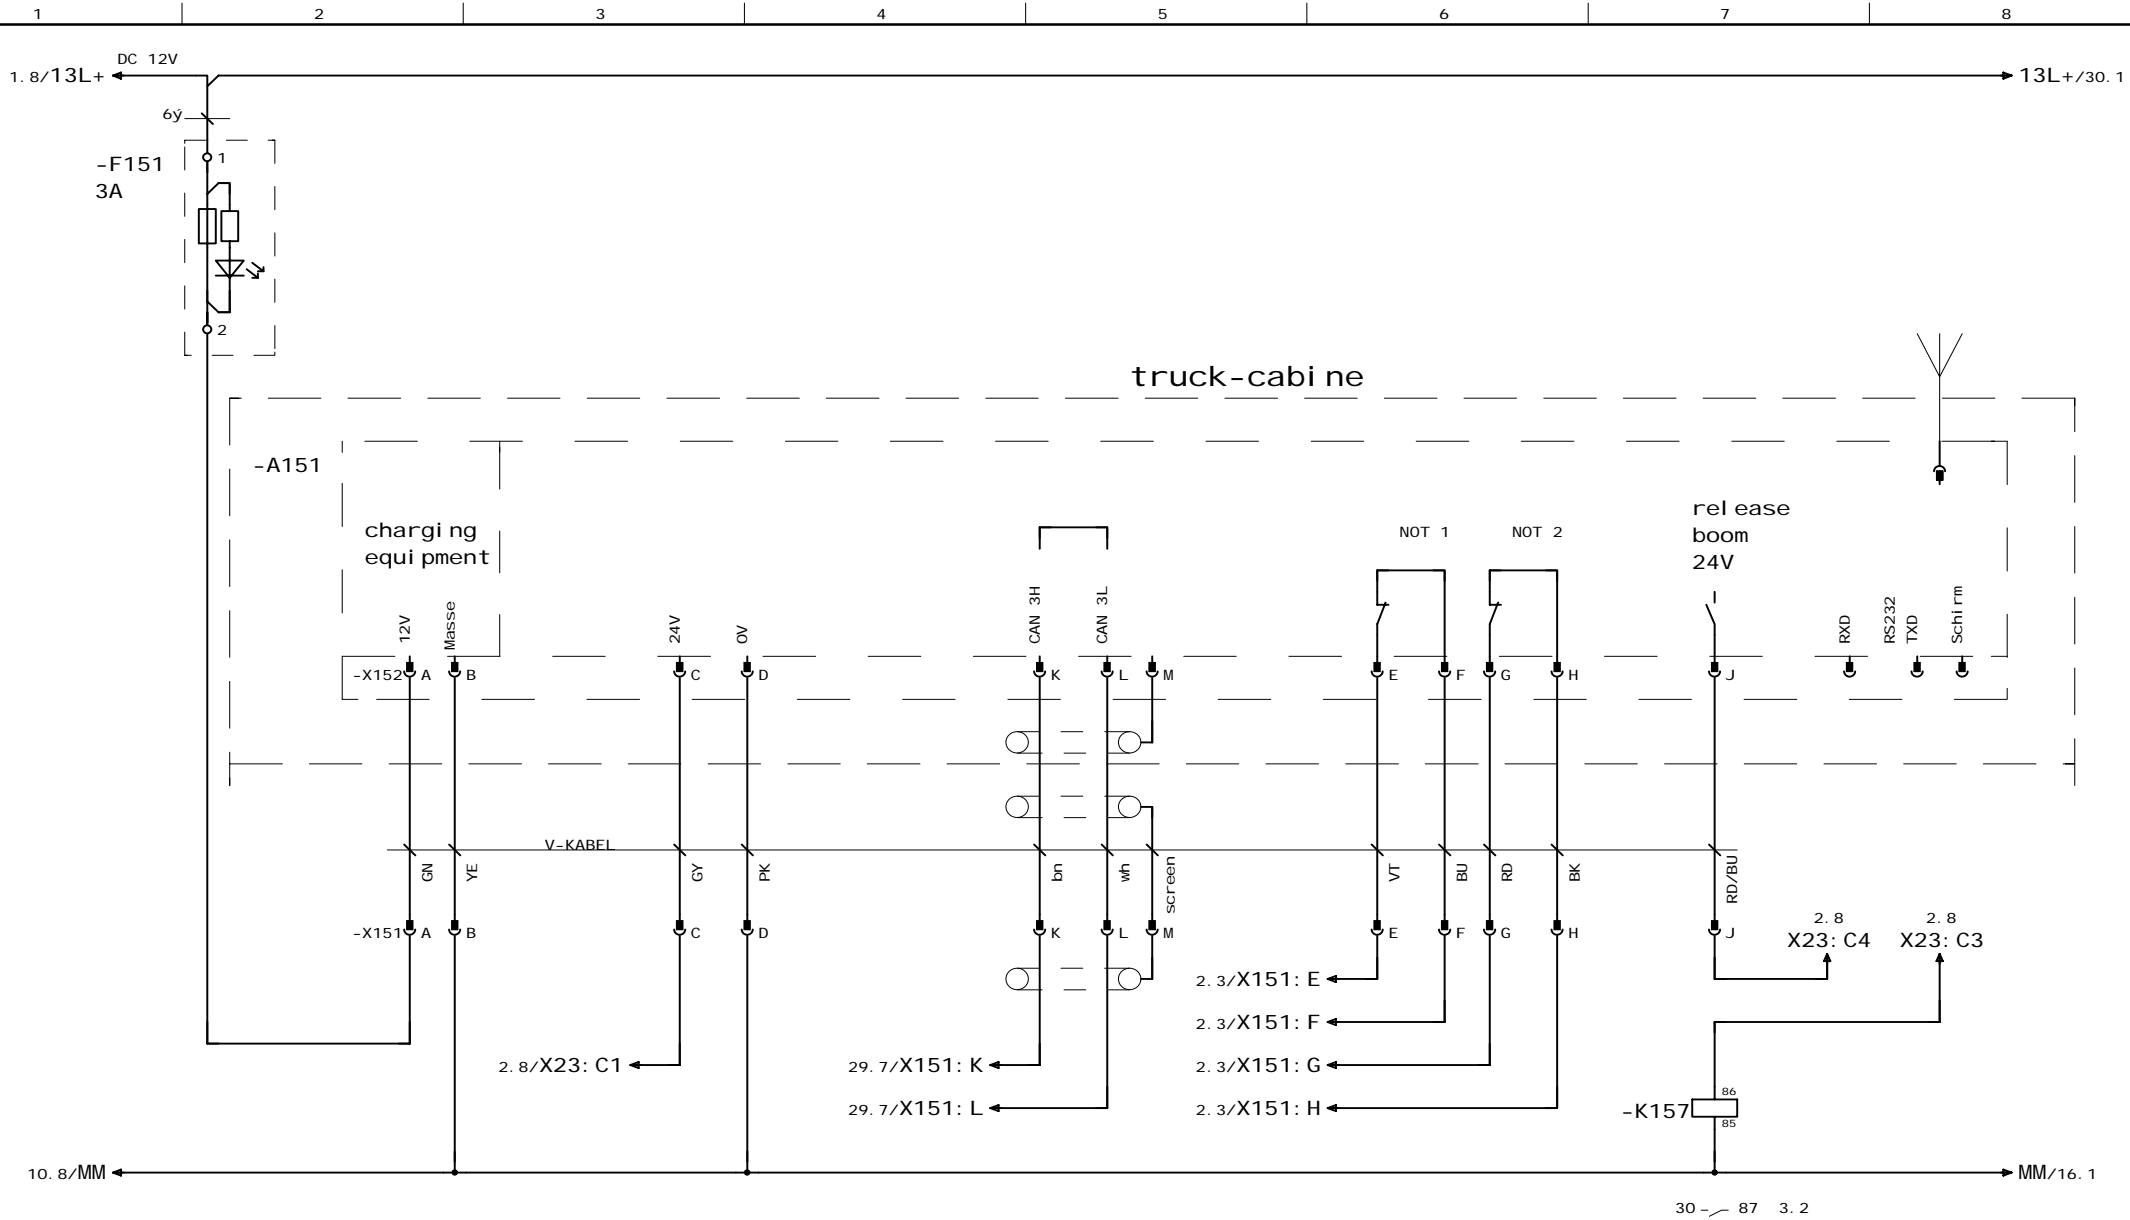 1 2 3 4 5 6 7 8
DC 12V
1.8/13L+ 13L+/30.1
6ý
-F151
3A
1
2
truck-cabine
-A151
charging
equipment
release
boom
24V
NOT 1 NOT 2
12V Masse 24V 0V CAN 3H CAN 3L RXD RS232 TXD Schirm
-X152 A B C D K L M E F G H J
V-KABEL
GN YE GY PK bn wh screen VT BU RD BK RD/BU
-X151 A B C D K L M E F G H J
2.8 2.8
X23:C4 X23:C3
2.3/X151:E
2.3/X151:F
2.8/X23:C1 29.7/X151:K 2.3/X151:G
29.7/X151:L 2.3/X151:H
86
-K157
85
10.8/MM MM/16.1
30 87 3.2